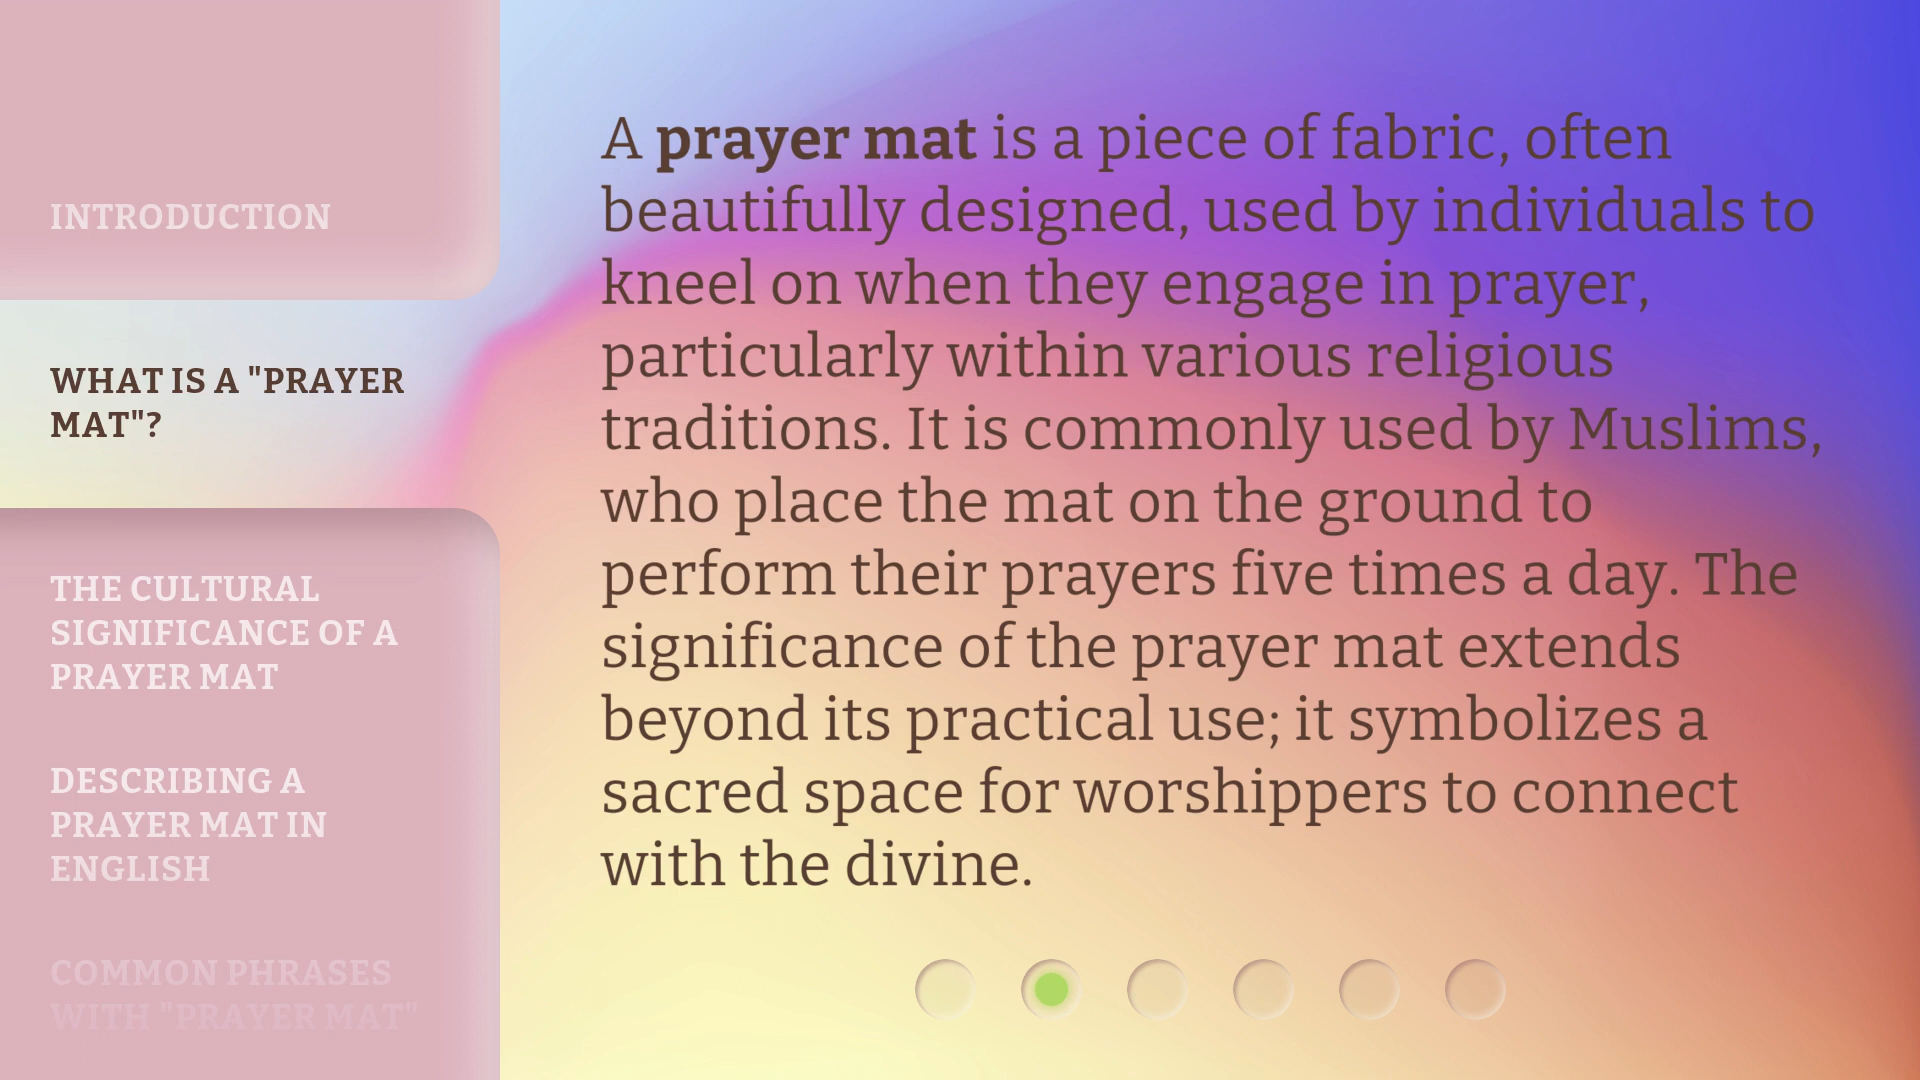 INTRODUCTION
WHAT IS A "PRAYER
MAT"?
THE CULTURAL
SIGNIFICANCE OF A
PRAYER MAT
DESCRIBING A
PRAYER MAT IN
ENGLISH
COMMON PHRASES
WITH "PRAYER MAT"
A prayer mat is a piece of fabric, often
beautifully designed, used by individuals to
kneel on when they engage in prayer,
particularly within various religious
traditions. It is commonly used by Muslims,
who place the mat on the ground to
perform their prayers five times a day. The
significance of the prayer mat extends
beyond its practical use; it symbolizes a
sacred space for worshippers to connect
with the divine.